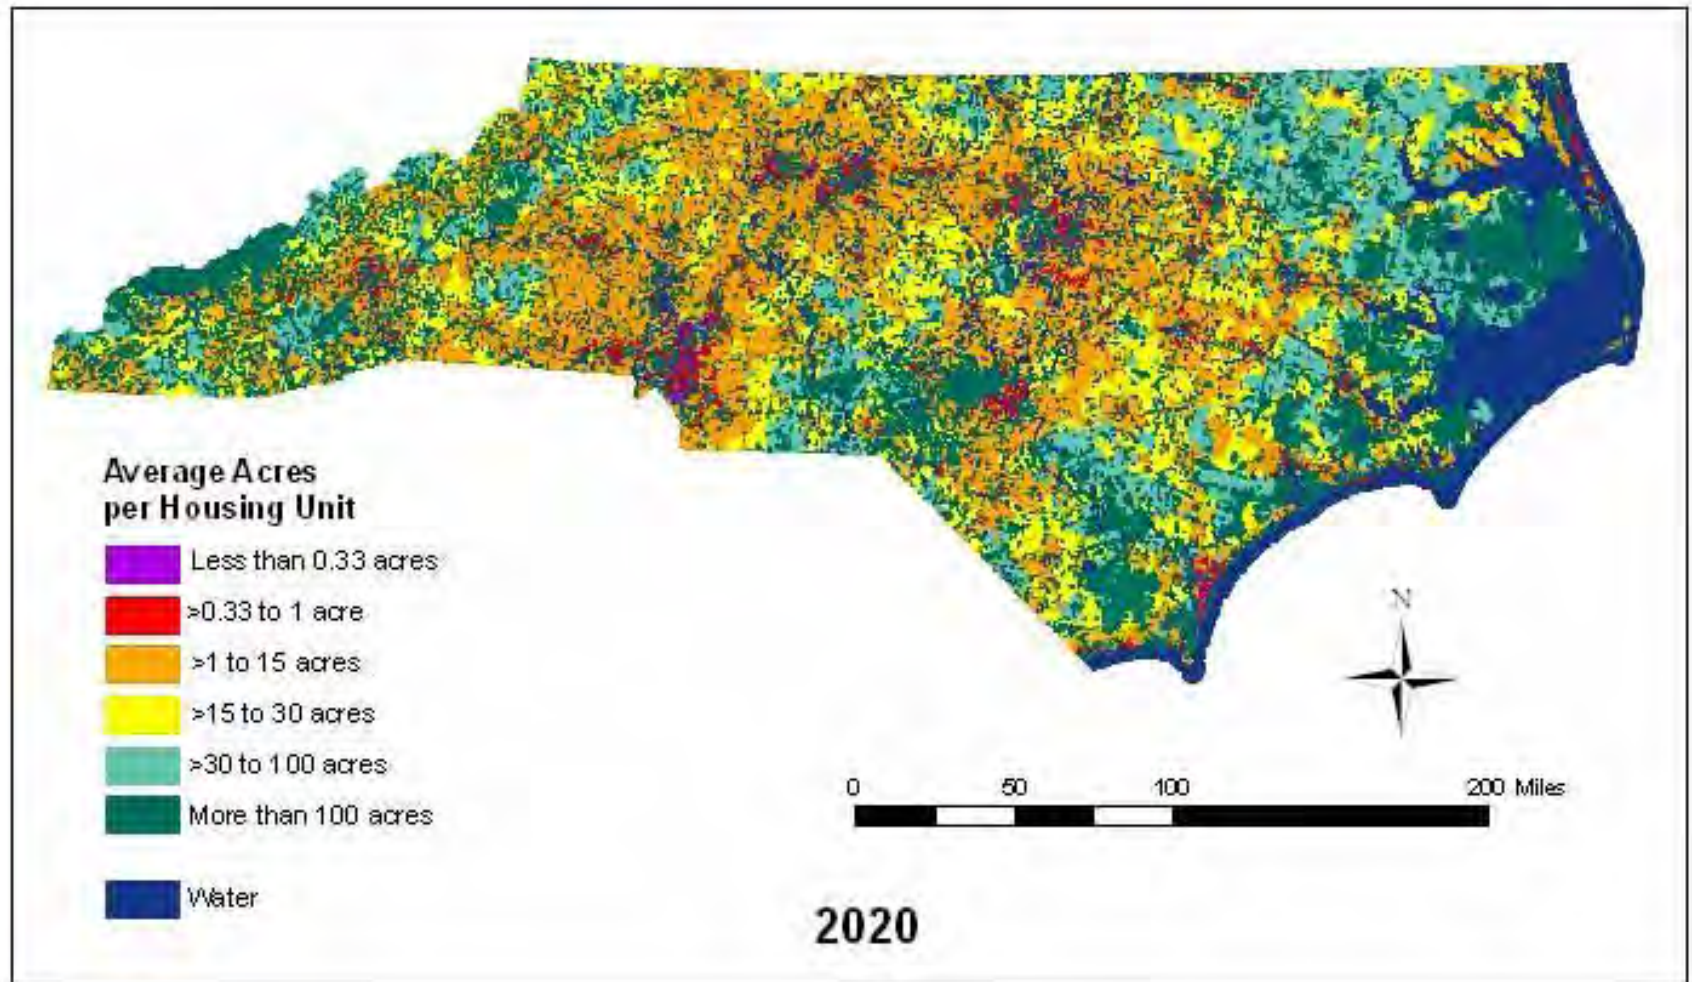 Average Acres
per Housing Unit
Less than 0.33 acres
>0.33 to 1 acre
>1 to 15 acres
>15 to 30 acres
>30 to 100 acres
More than 100 acres
Water
N
0 50 100 200 Miles
2020